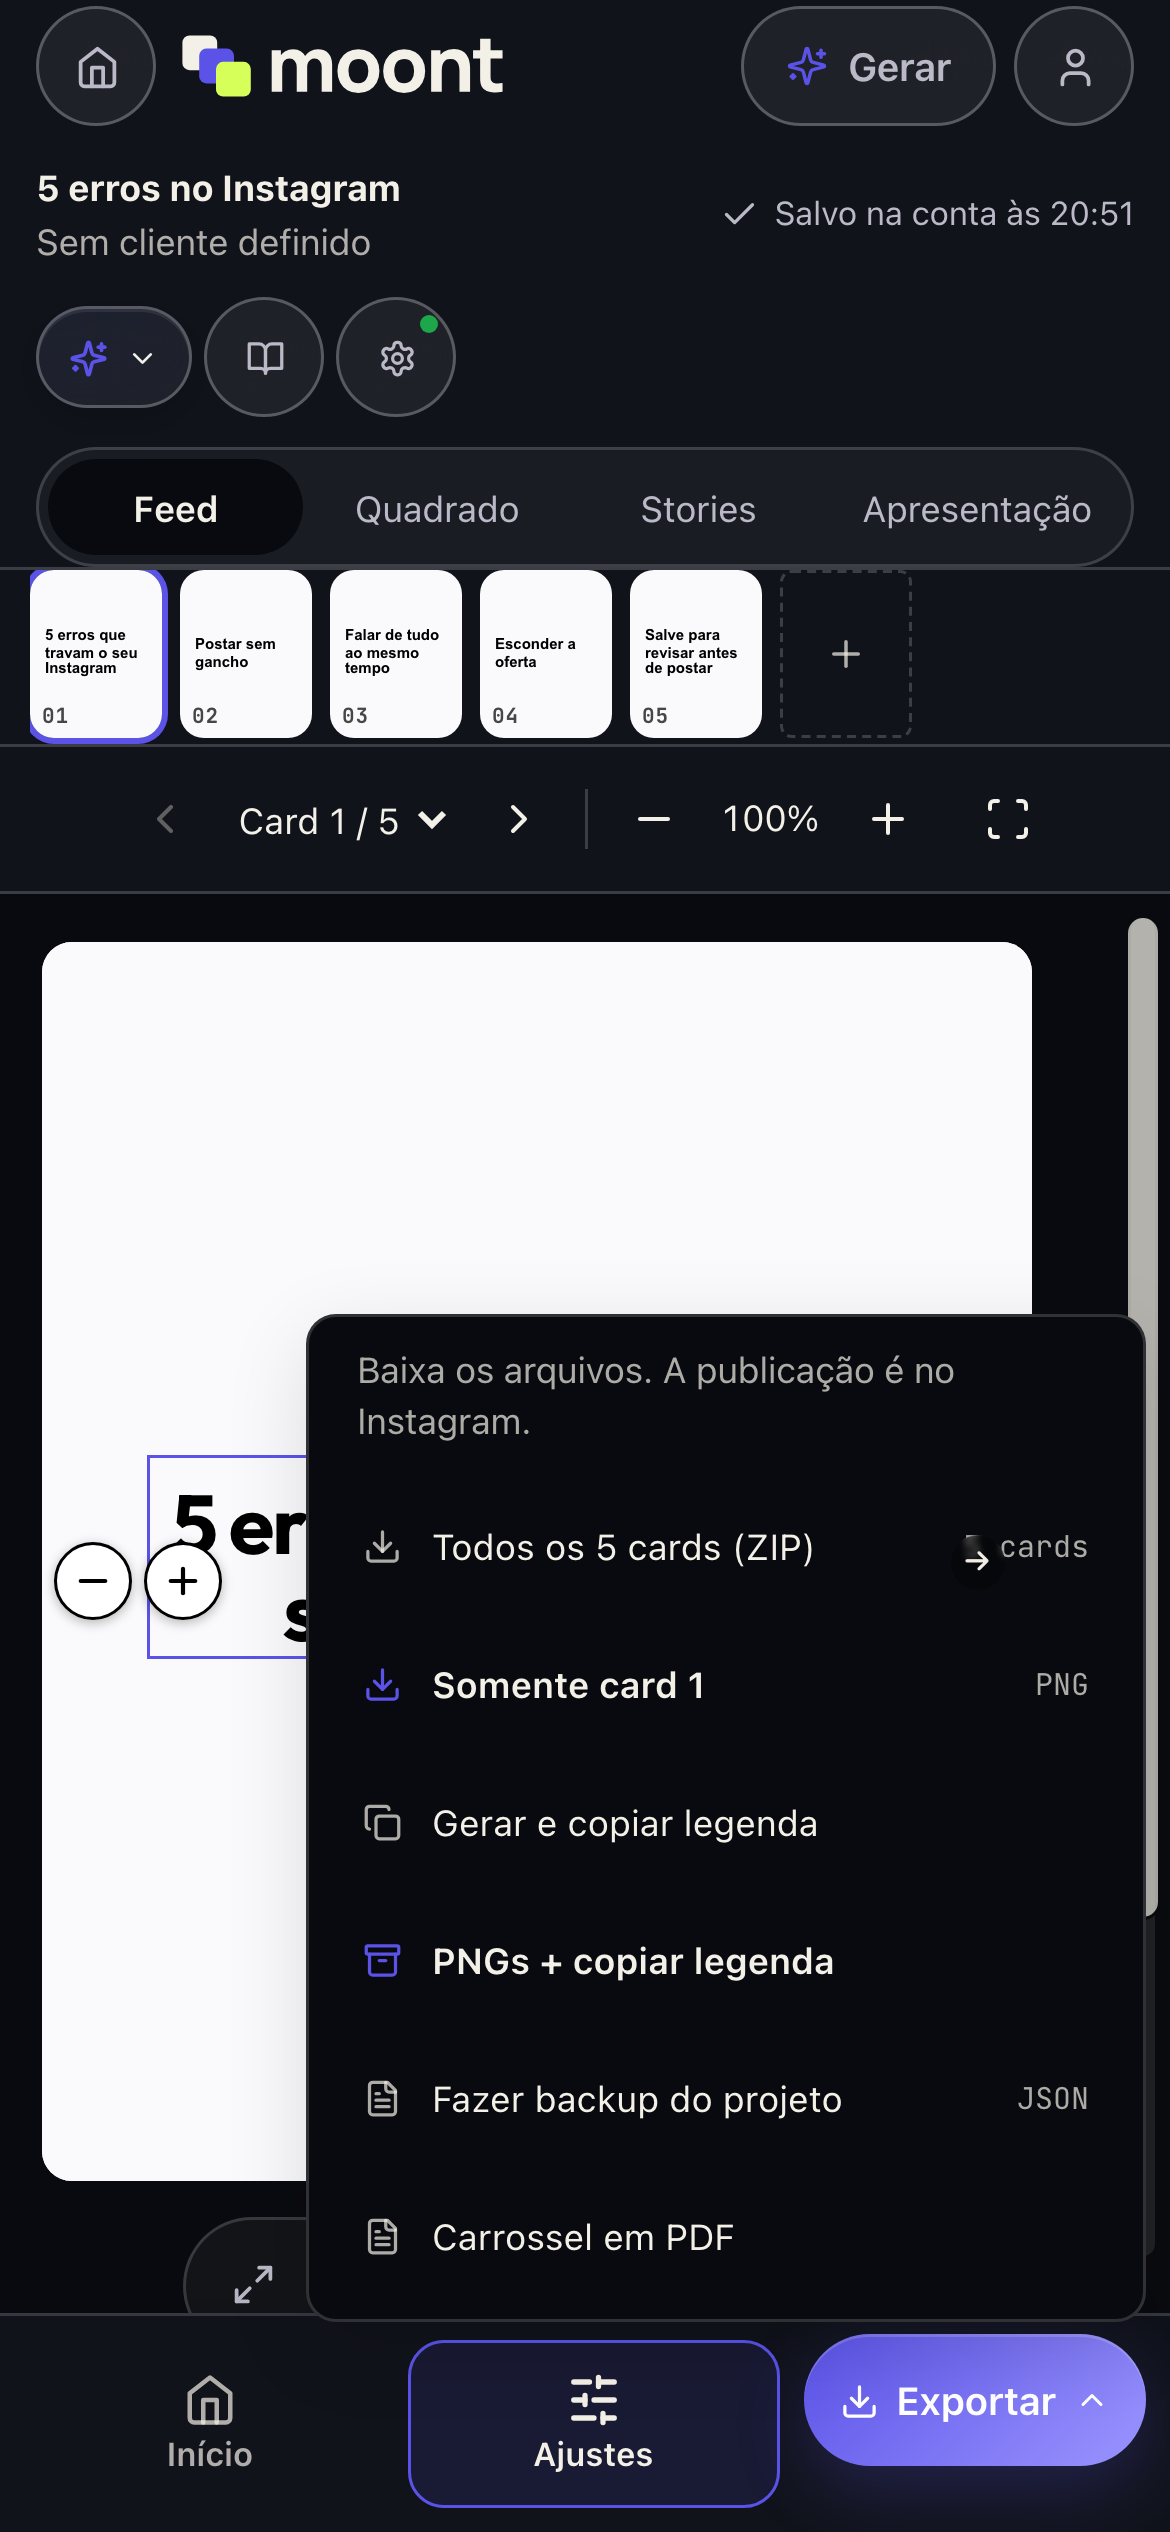 moont
Gerar
5 erros no Instagram
Sem cliente definido
Salvo na conta às 20:51
Feed
Quadrado
Stories
Apresentação
5 erros que
travam o seu
Instagram
01
Postar sem
gancho
02
Falar de tudo
ao mesmo
tempo
03
Esconder a
oferta
04
Salve para
revisar antes
de postar
05
Card 1 / 5
100%
5 er
s
Baixa os arquivos. A publicação é no
Instagram.
Todos os 5 cards (ZIP)
cards
Somente card 1
PNG
Gerar e copiar legenda
PNGs + copiar legenda
Fazer backup do projeto
JSON
Carrossel em PDF
Início
Ajustes
Exportar